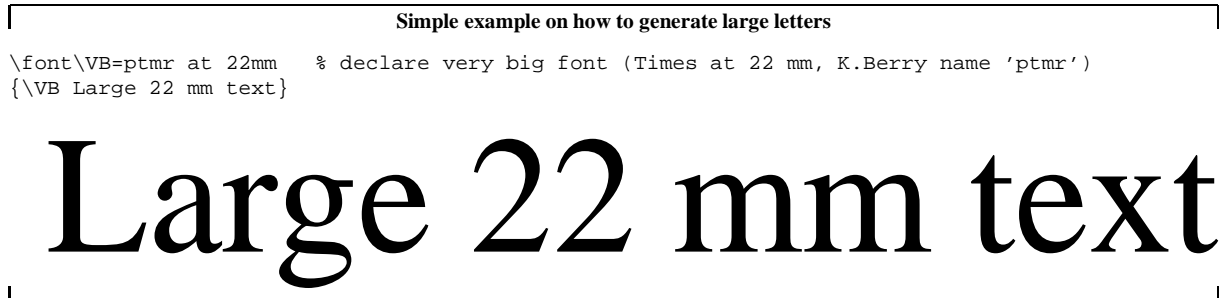 Simple example on how to generate large letters
\font\VB=ptmr at 22mm   % declare very big font (Times at 22 mm, K.Berry name ’ptmr’)
{\VB Large 22 mm text}
Large 22 mm text